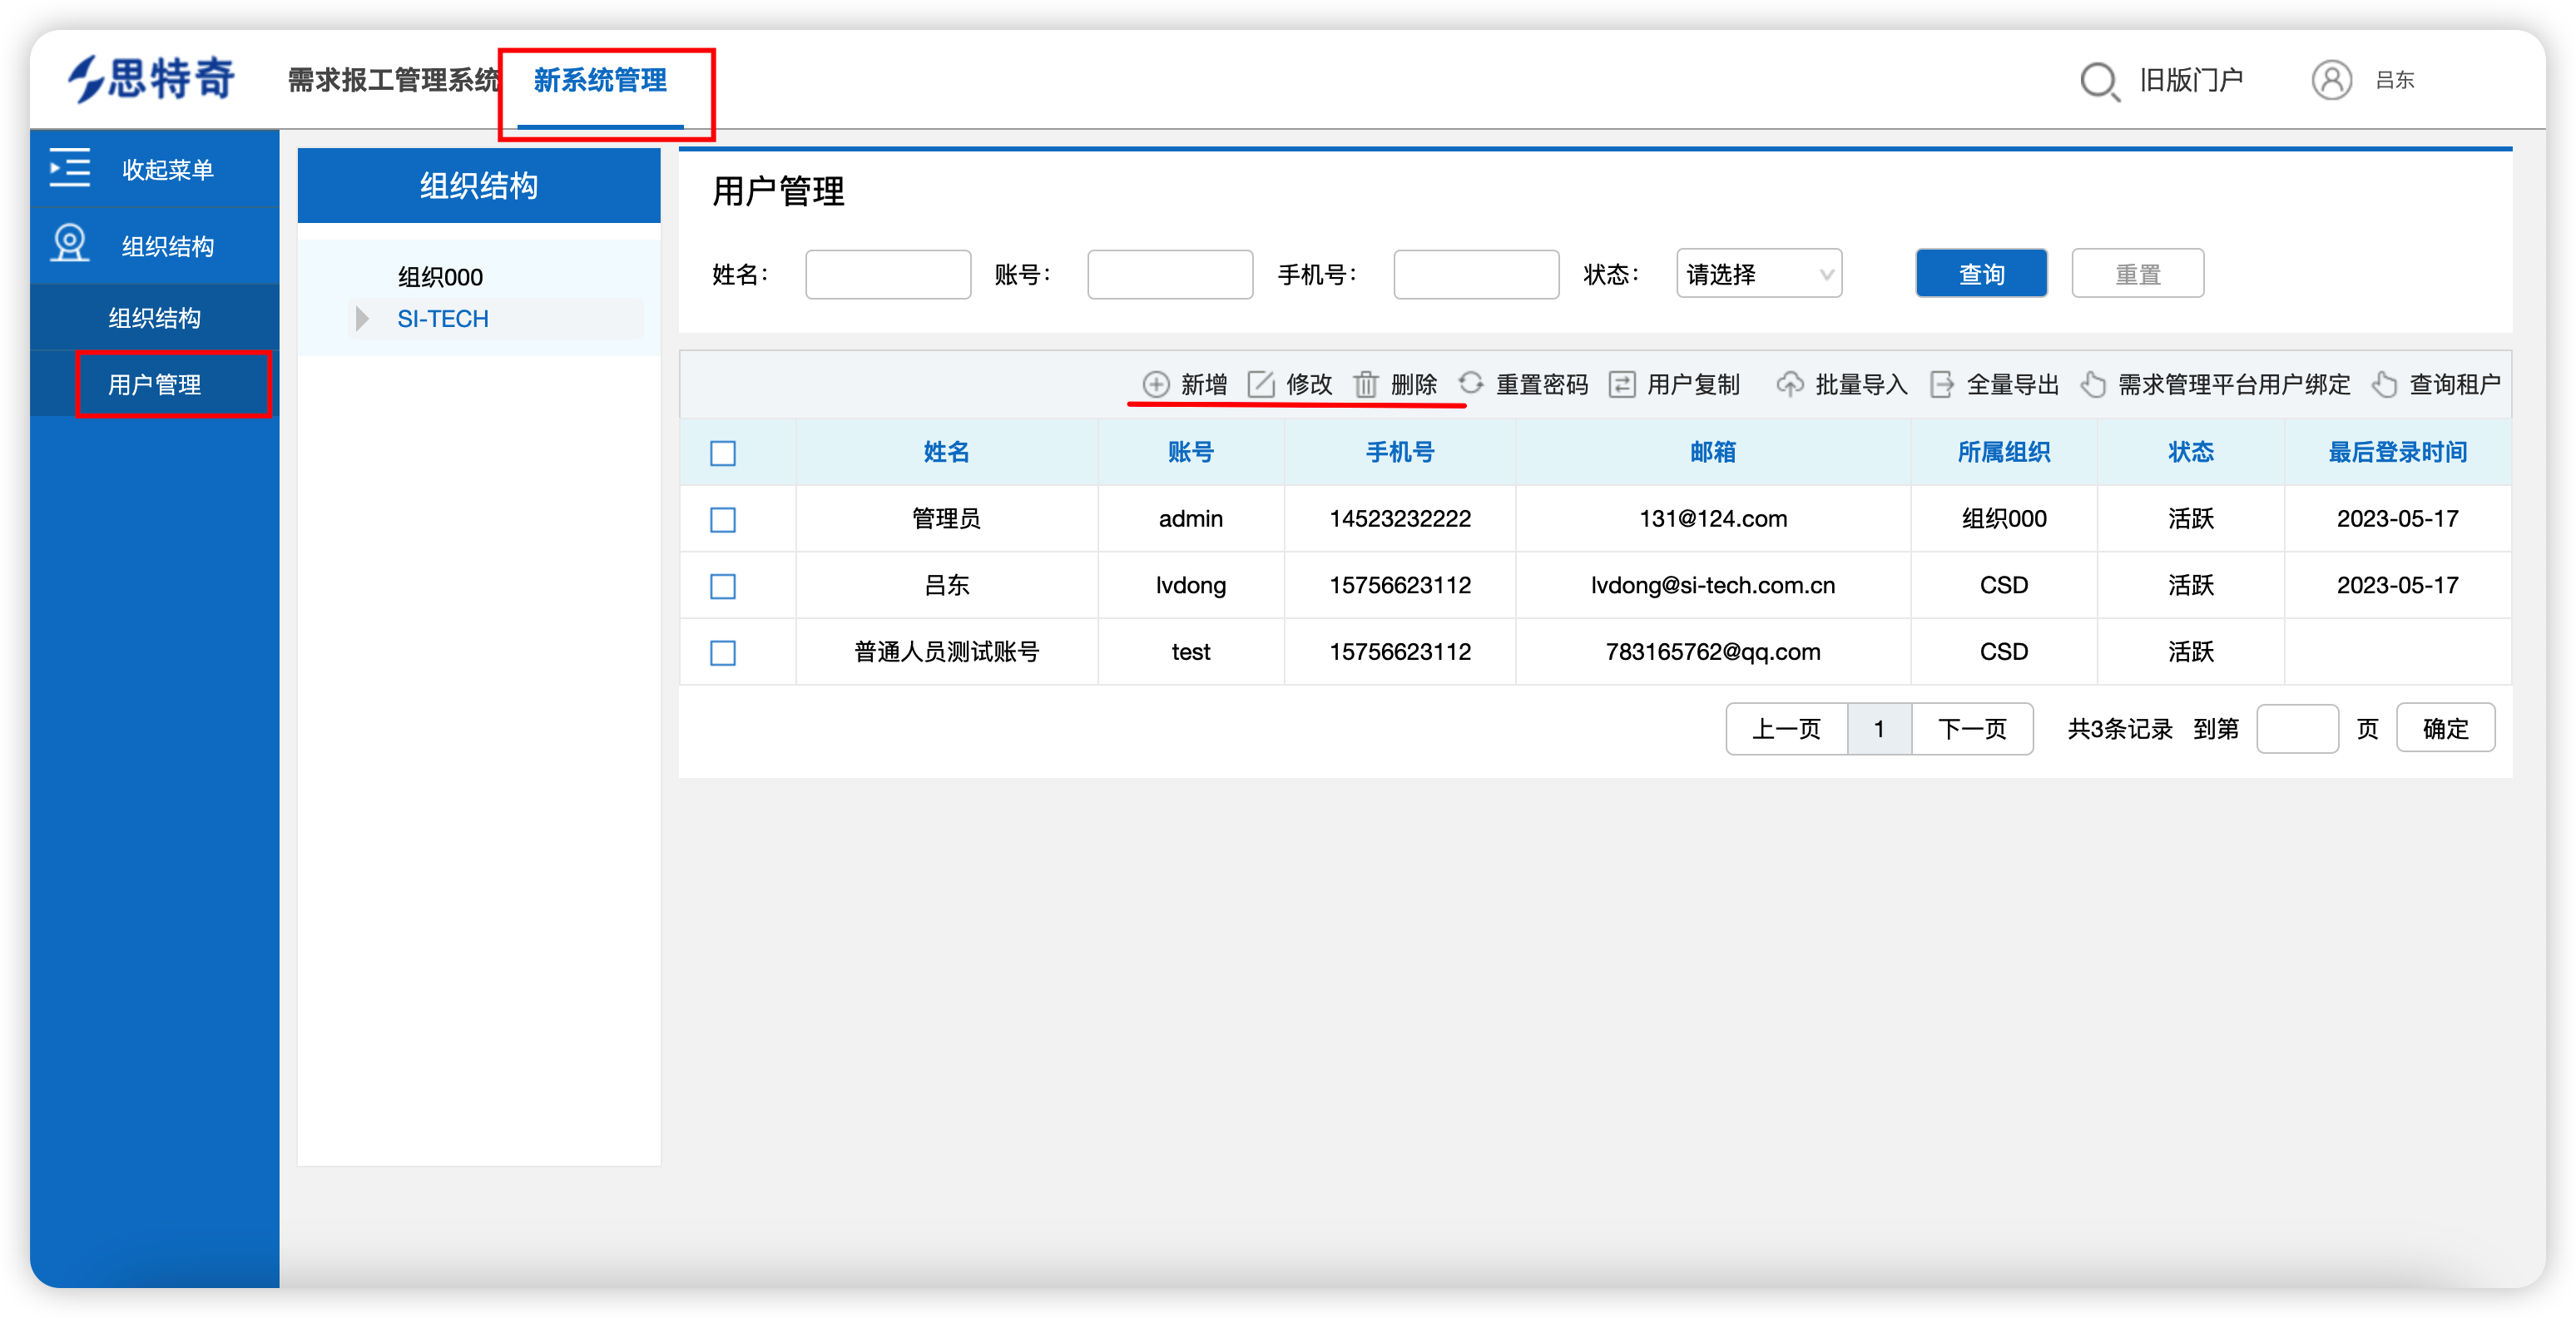 思特奇 需求报工管理系统 新系统管理 旧版门户 吕东
收起菜单
组织结构
组织结构
用户管理
组织结构
组织000
SI-TECH
用户管理
姓名： 账号： 手机号： 状态： 请选择 查询 重置
新增 修改 删除 重置密码 用户复制 批量导入 全量导出 需求管理平台用户绑定 查询租户
姓名 账号 手机号 邮箱 所属组织 状态 最后登录时间
管理员 admin 14523232222 131@124.com 组织000 活跃 2023-05-17
吕东 lvdong 15756623112 lvdong@si-tech.com.cn CSD 活跃 2023-05-17
普通人员测试账号 test 15756623112 783165762@qq.com CSD 活跃
上一页 1 下一页 共3条记录 到第 页 确定